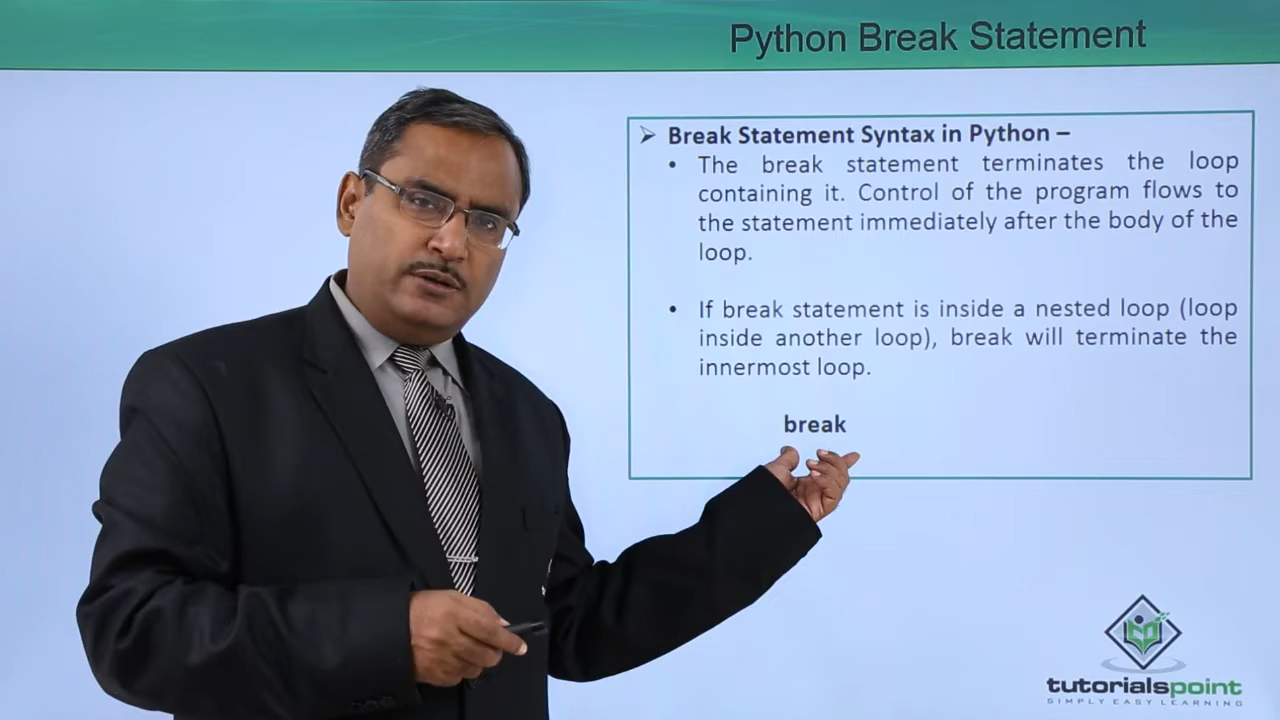 Python Break Statement
➢ Break Statement Syntax in Python –
• The break statement terminates the loop
containing it. Control of the program flows to
the statement immediately after the body of the
loop.
• If break statement is inside a nested loop (loop
inside another loop), break will terminate the
innermost loop.
break
tutorialspoint
SIMPLY EASY LEARNING